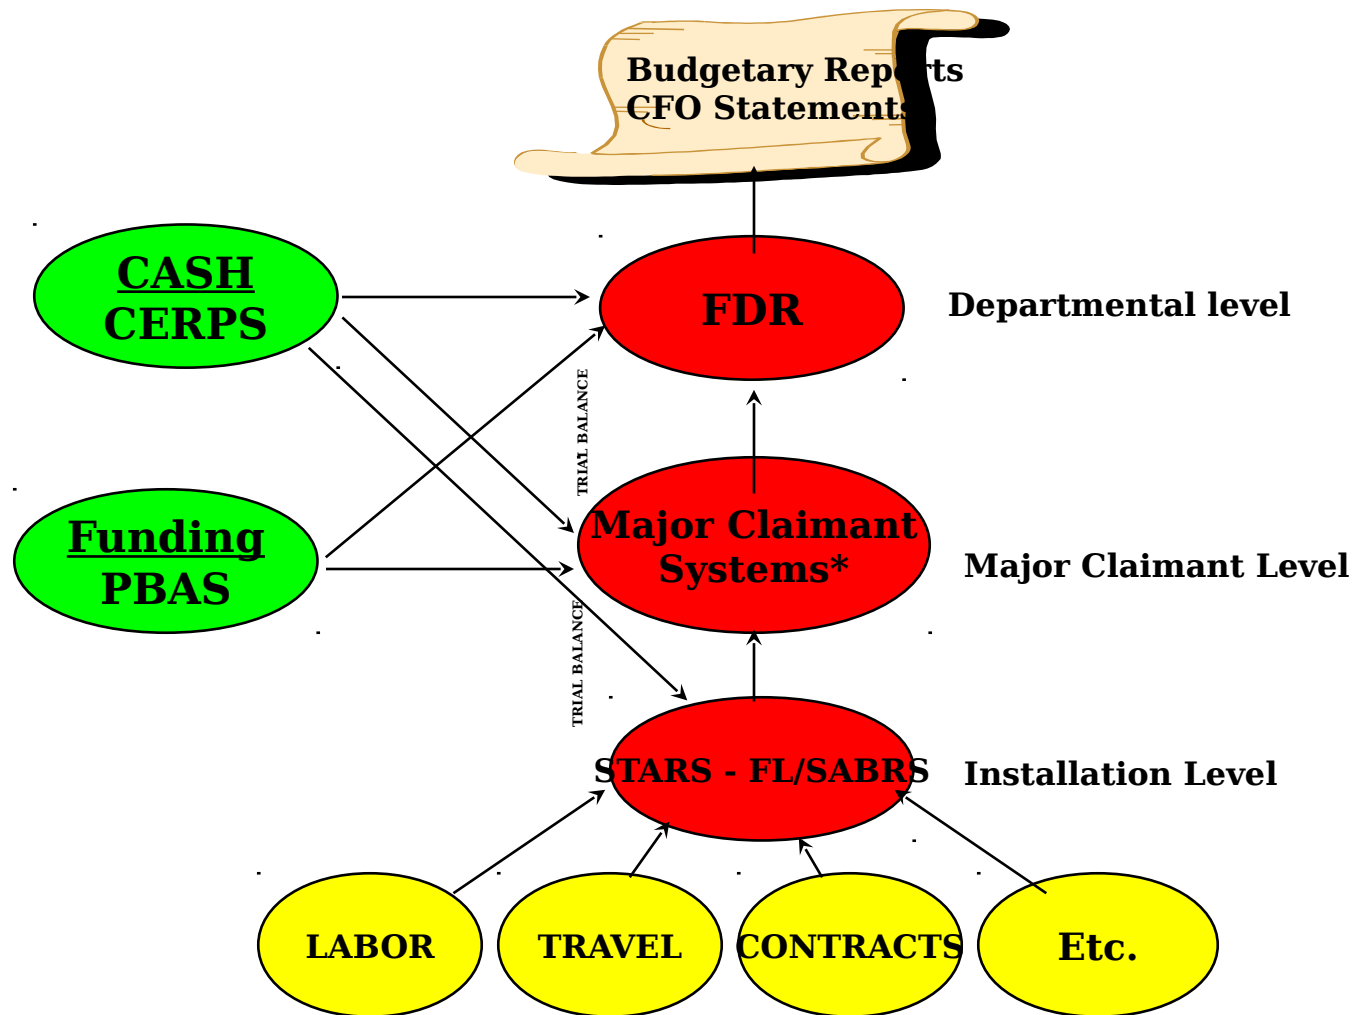 Budgetary Reports
CFO Statements
CASH
CERPS
FDR
Departmental level
TRIAL BALANCE
Funding
PBAS
Major Claimant
Systems*
Major Claimant Level
TRIAL BALANCE
STARS - FL/SABRS
Installation Level
LABOR
TRAVEL
CONTRACTS
Etc.